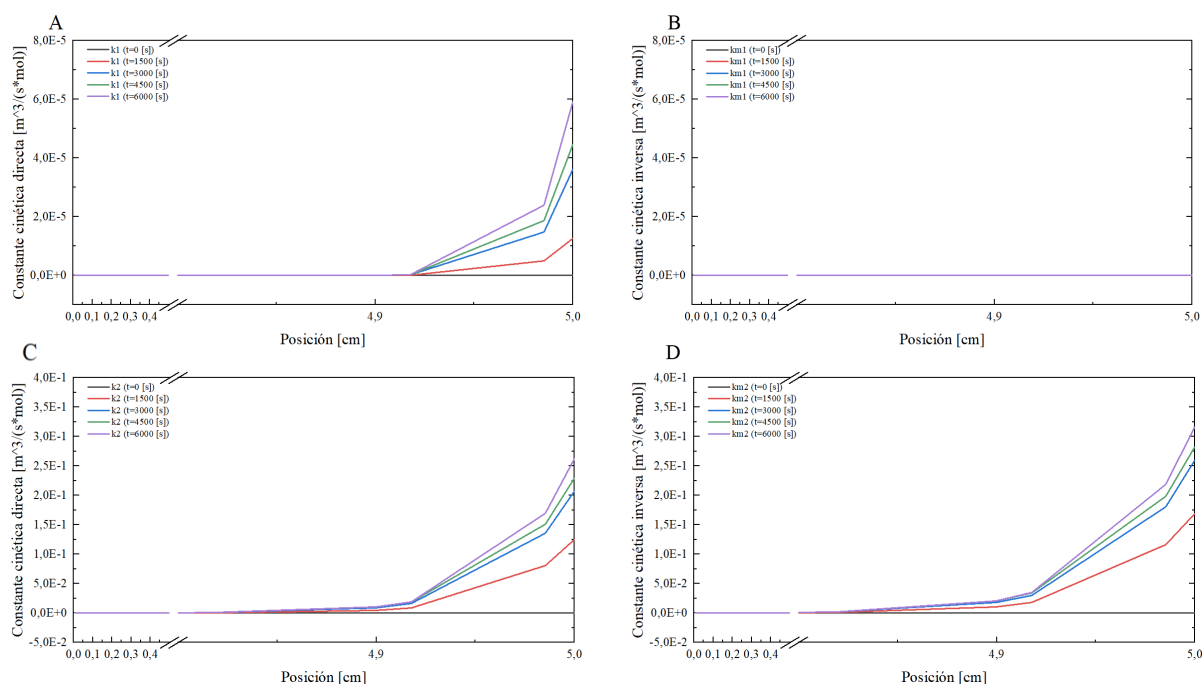 A
8,0E-5
6,0E-5
4,0E-5
2,0E-5
0,0E+0
Constante cinética directa [m^3/(s*mol)]
k1 (t=0 [s])
k1 (t=1500 [s])
k1 (t=3000 [s])
k1 (t=4500 [s])
k1 (t=6000 [s])
0,0 0,1 0,2 0,3 0,4 4,9 5,0
Posición [cm]
B
8,0E-5
6,0E-5
4,0E-5
2,0E-5
0,0E+0
Constante cinética inversa [m^3/(s*mol)]
km1 (t=0 [s])
km1 (t=1500 [s])
km1 (t=3000 [s])
km1 (t=4500 [s])
km1 (t=6000 [s])
0,0 0,1 0,2 0,3 0,4 4,9 5,0
Posición [cm]
C
4,0E-1
3,5E-1
3,0E-1
2,5E-1
2,0E-1
1,5E-1
1,0E-1
5,0E-2
0,0E+0
-5,0E-2
Constante cinética directa [m^3/(s*mol)]
k2 (t=0 [s])
k2 (t=1500 [s])
k2 (t=3000 [s])
k2 (t=4500 [s])
k2 (t=6000 [s])
0,0 0,1 0,2 0,3 0,4 4,9 5,0
Posición [cm]
D
4,0E-1
3,5E-1
3,0E-1
2,5E-1
2,0E-1
1,5E-1
1,0E-1
5,0E-2
0,0E+0
-5,0E-2
Constante cinética inversa [m^3/(s*mol)]
km2 (t=0 [s])
km2 (t=1500 [s])
km2 (t=3000 [s])
km2 (t=4500 [s])
km2 (t=6000 [s])
0,0 0,1 0,2 0,3 0,4 4,9 5,0
Posición [cm]